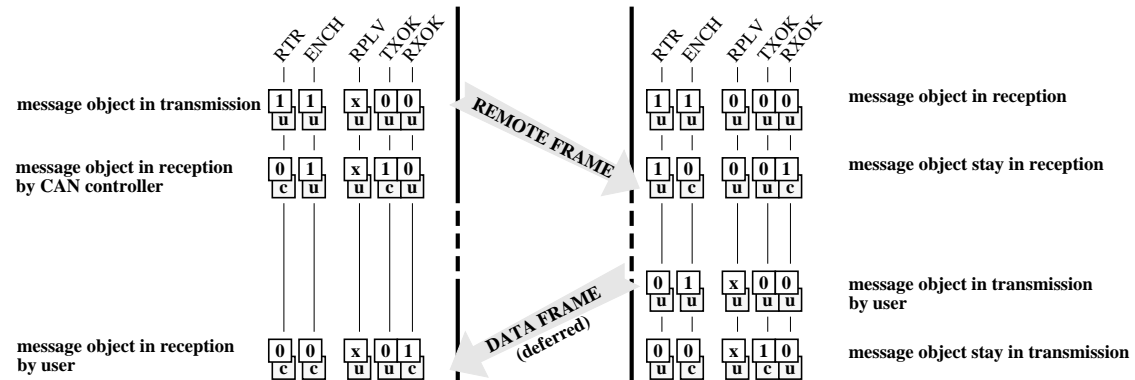 RTR ENCH RPLV TXOK RXOK
RTR ENCH RPLV TXOK RXOK
message object in transmission
1 1 x 0 0
u u u u u
REMOTE FRAME
1 1 0 0 0
u u u u u
message object in reception
message object in reception
by CAN controller
0 1 x 1 0
c u u c u
1 0 0 0 1
u c u u c
message object stay in reception
0 1 x 0 0
u u u u u
message object in transmission
by user
DATA FRAME
(deferred)
message object in reception
by user
0 0 x 0 1
c c u u c
0 0 x 1 0
u c u c u
message object stay in transmission